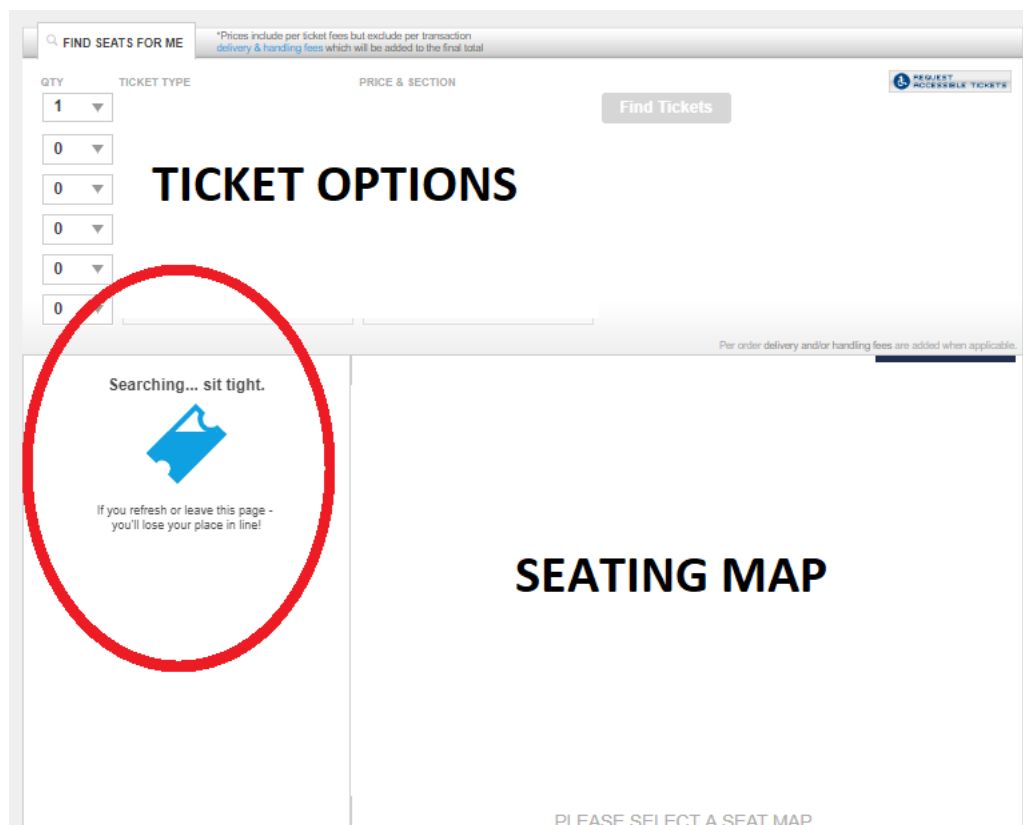 FIND SEATS FOR ME
*Prices include per ticket fees but exclude per transaction
delivery & handling fees which will be added to the final total
QTY TICKET TYPE PRICE & SECTION
REQUEST
ACCESSIBLE TICKETS
1 Find Tickets
0
TICKET OPTIONS
0
0
0
0
Per order delivery and/or handling fees are added when applicable.
Searching... sit tight.
If you refresh or leave this page -
you'll lose your place in line!
SEATING MAP
PLEASE SELECT A SEAT MAP